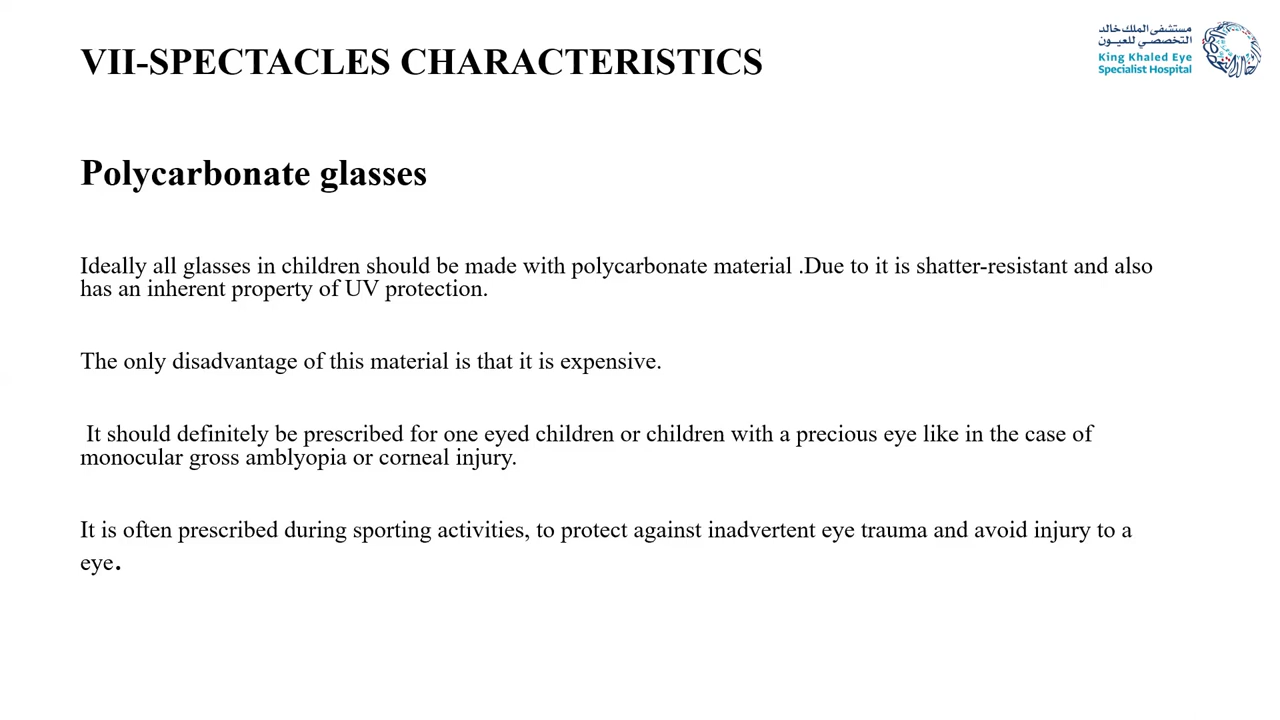 VII-SPECTACLES CHARACTERISTICS
مستشفى الملك خالد
التخصصي للعيون
King Khaled Eye
Specialist Hospital
Polycarbonate glasses
Ideally all glasses in children should be made with polycarbonate material .Due to it is shatter-resistant and also
has an inherent property of UV protection.
The only disadvantage of this material is that it is expensive.
It should definitely be prescribed for one eyed children or children with a precious eye like in the case of
monocular gross amblyopia or corneal injury.
It is often prescribed during sporting activities, to protect against inadvertent eye trauma and avoid injury to a
eye.